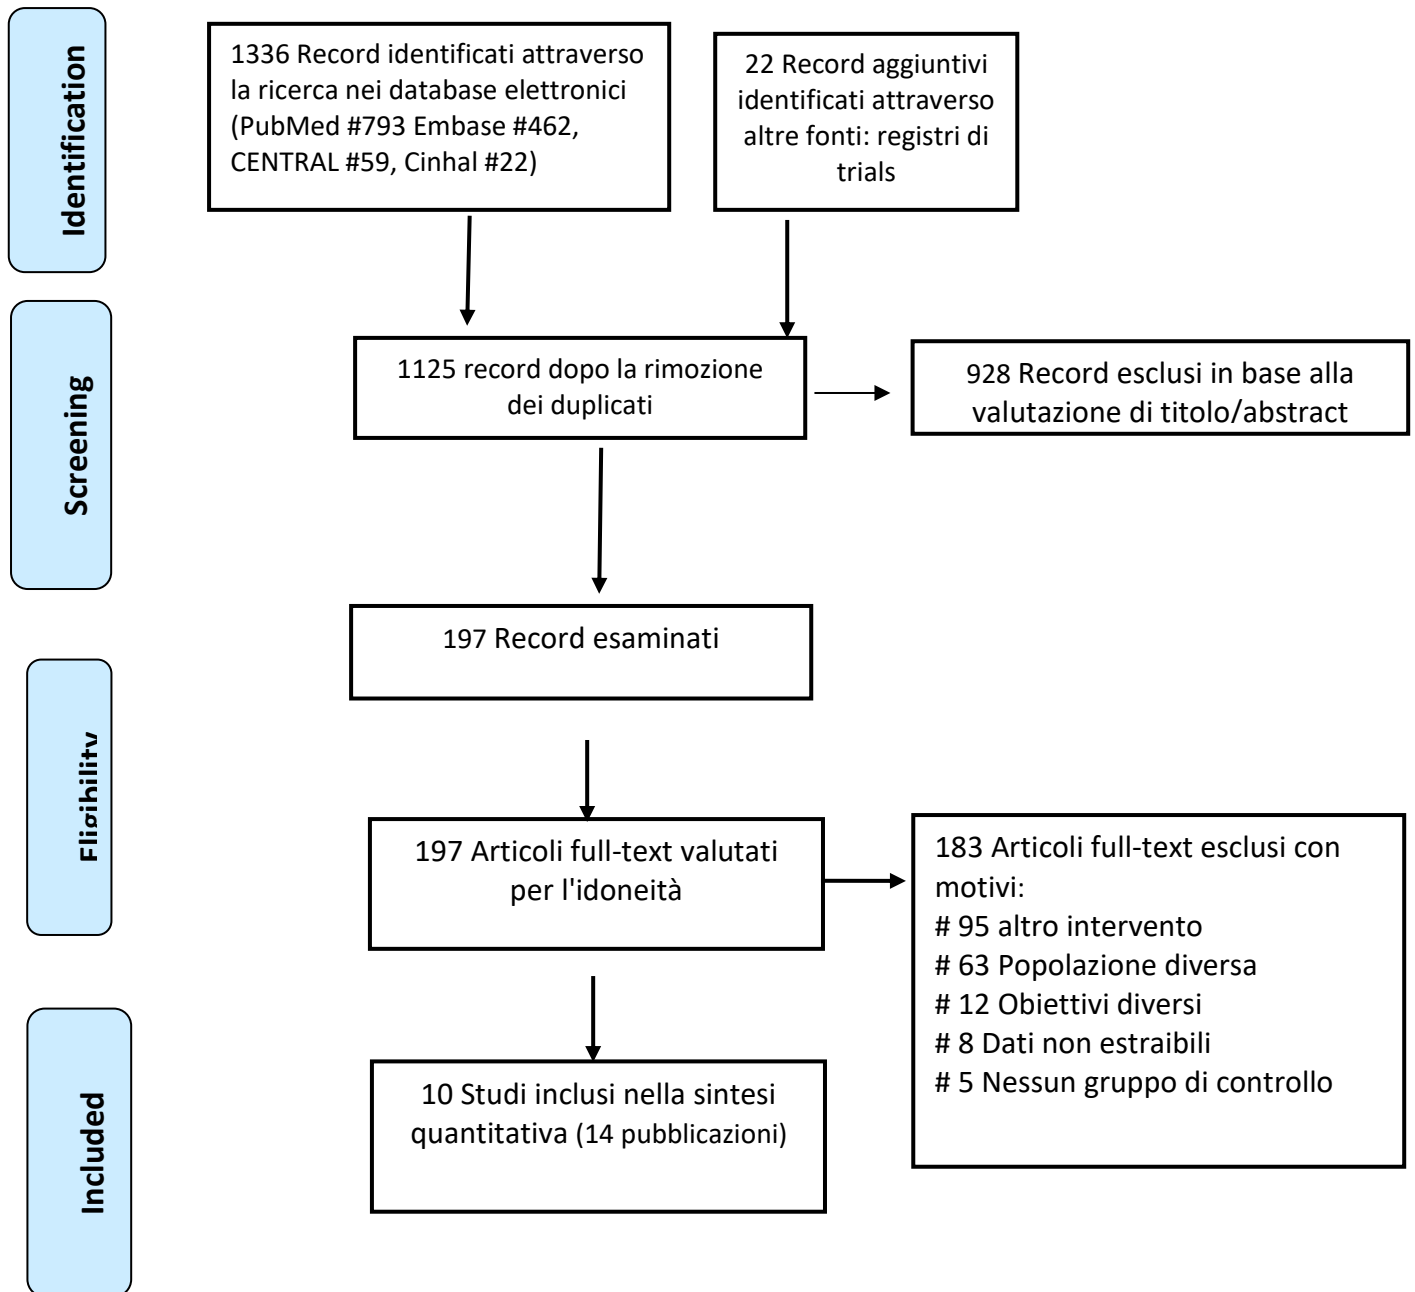 Identification
1336 Record identificati attraverso
la ricerca nei database elettronici
(PubMed #793 Embase #462,
CENTRAL #59, Cinhal #22)
22 Record aggiuntivi
identificati attraverso
altre fonti: registri di
trials
Screening
1125 record dopo la rimozione
dei duplicati
928 Record esclusi in base alla
valutazione di titolo/abstract
197 Record esaminati
Eligibility
197 Articoli full-text valutati
per l'idoneità
183 Articoli full-text esclusi con
motivi:
# 95 altro intervento
# 63 Popolazione diversa
# 12 Obiettivi diversi
# 8 Dati non estraibili
# 5 Nessun gruppo di controllo
Included
10 Studi inclusi nella sintesi
quantitativa (14 pubblicazioni)